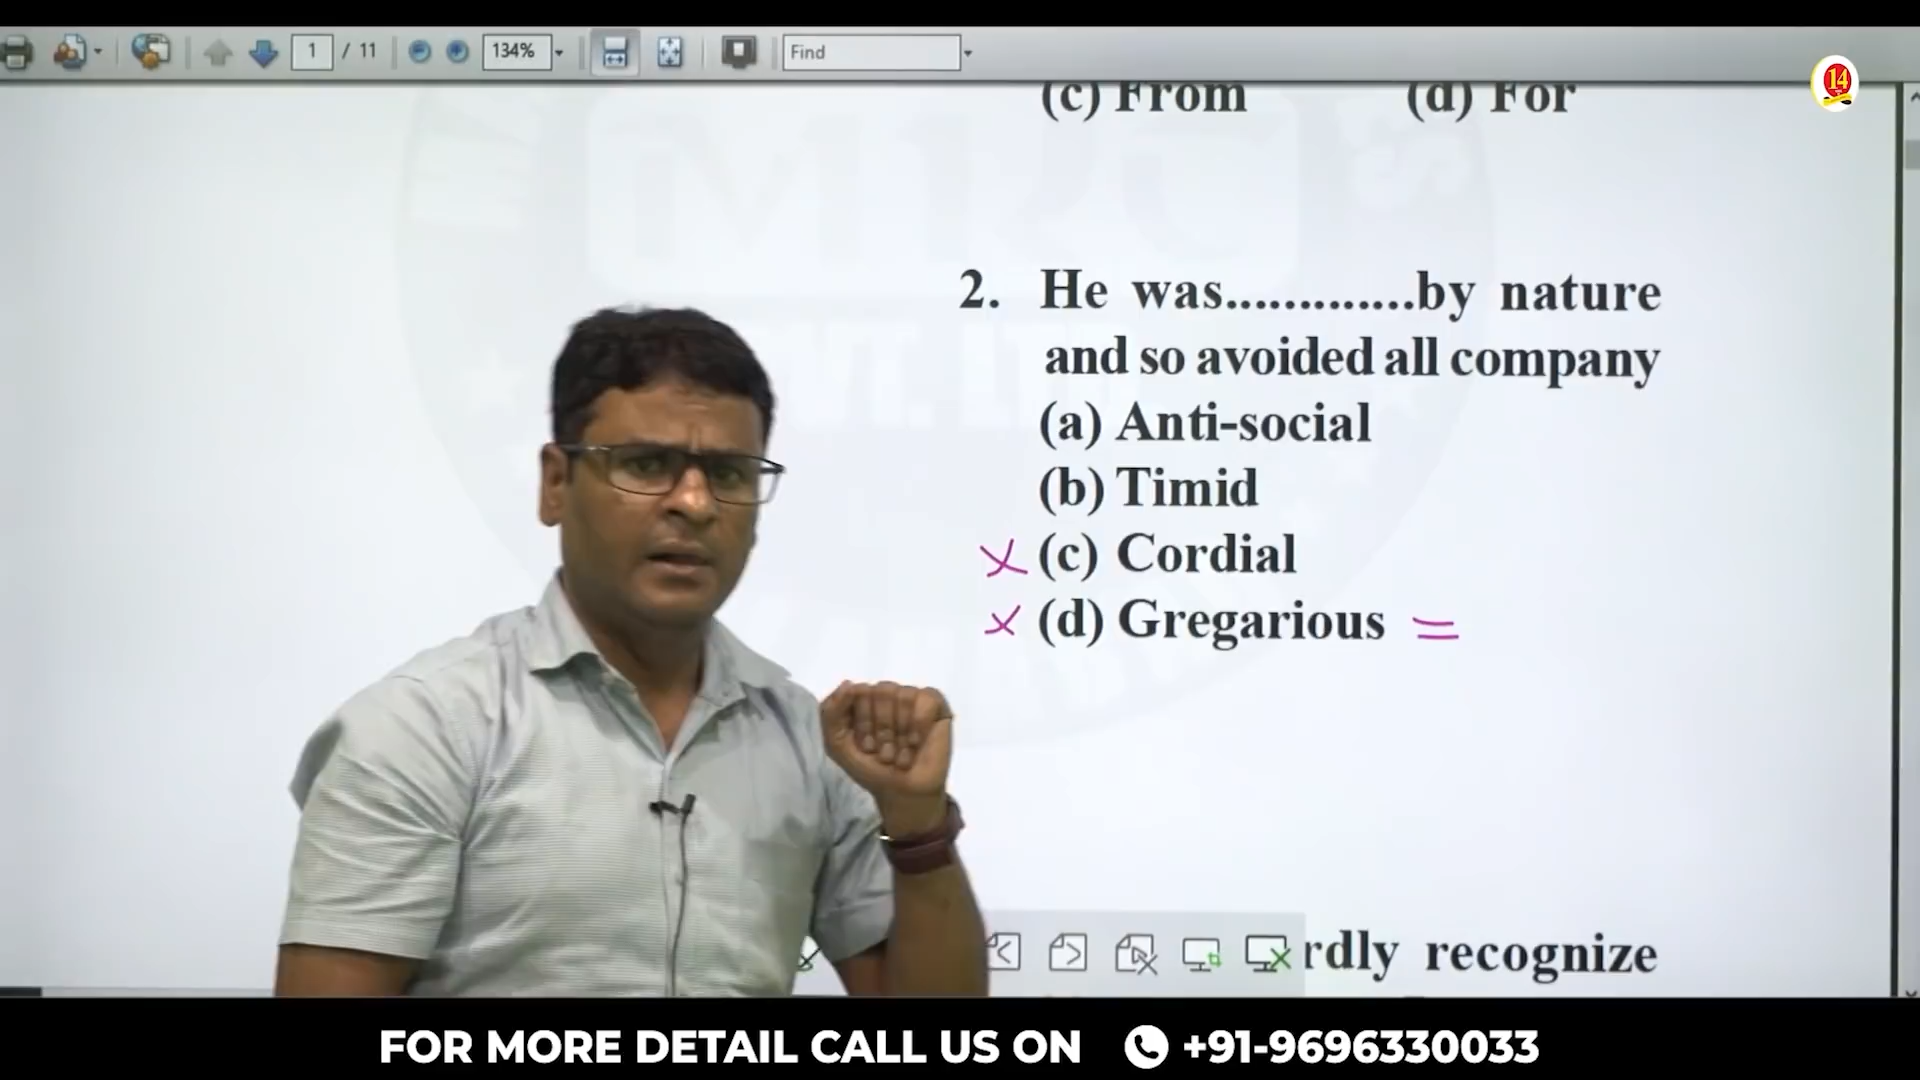 1 / 11 134% Find
14
(c) From (d) For
2. He was.............by nature
and so avoided all company
(a) Anti-social
(b) Timid
(c) Cordial
(d) Gregarious =
recognize
FOR MORE DETAIL CALL US ON +91-9696330033